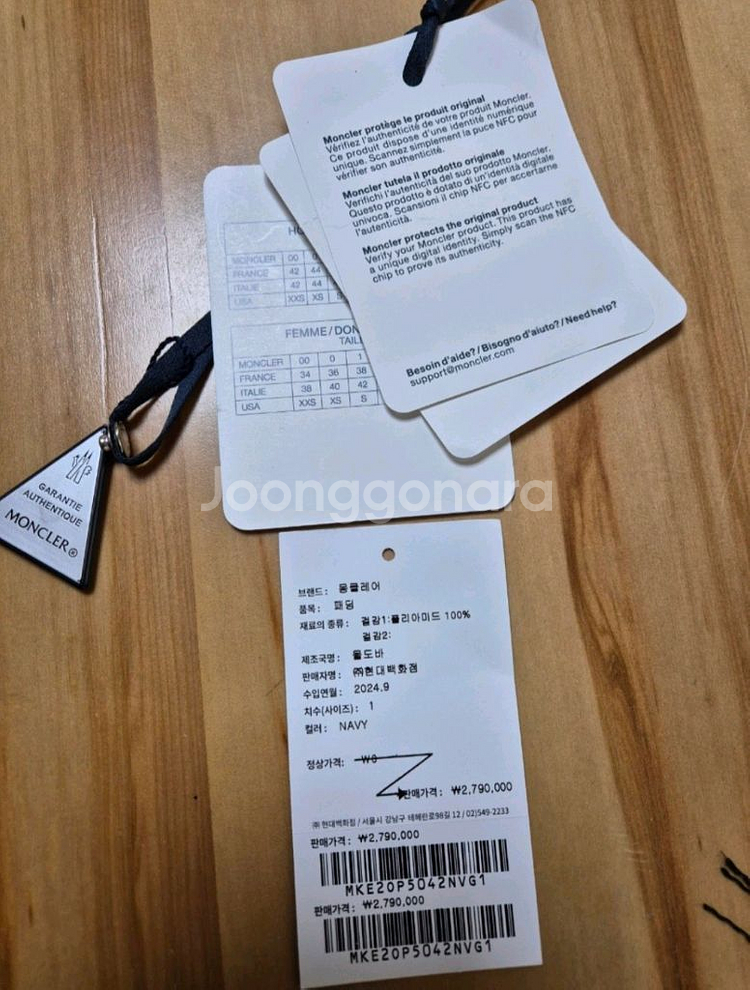 Moncler protège le produit original
Vérifiez l'authenticité de votre produit Moncler.
Ce produit dispose d'une identité numérique
unique. Scannez simplement la puce NFC pour
vérifier son authenticité.
Moncler tutela il prodotto originale
Verifichi l'autenticità del suo prodotto Moncler.
Questo prodotto è dotato di un'identità digitale
univoca. Scansioni il chip NFC per accertarne
l'autenticità.
Moncler protects the original product
Verify your Moncler product. This product has
a unique digital identity. Simply scan the NFC
chip to prove its authenticity.
Besoin d'aide? / Bisogno d'aiuto? / Need help?
support@moncler.com
HO
MONCLER 00 0
FRANCE 42 44
ITALIE 42 44
USA XXS XS S
FEMME/DON
TAILL
MONCLER 00 0 1
FRANCE 34 36 38
ITALIE 38 40 42
USA XXS XS S
GARANTIE
AUTHENTIQUE
MONCLER®
Joonggonara
브랜드: 몽클레어
품목: 패딩
재료의 종류: 겉감1:폴리아미드 100%
겉감2:
제조국명: 몰도바
판매자명: ㈜현대백화점
수입연월: 2024.9
치수(사이즈): 1
컬러: NAVY
정상가격: ₩0
판매가격: ₩2,790,000
㈜현대백화점 / 서울시 강남구 테헤란로98길 12 / 02)549-2233
판매가격: ₩2,790,000
MKE20P5042NVG1
판매가격: ₩2,790,000
MKE20P5042NVG1